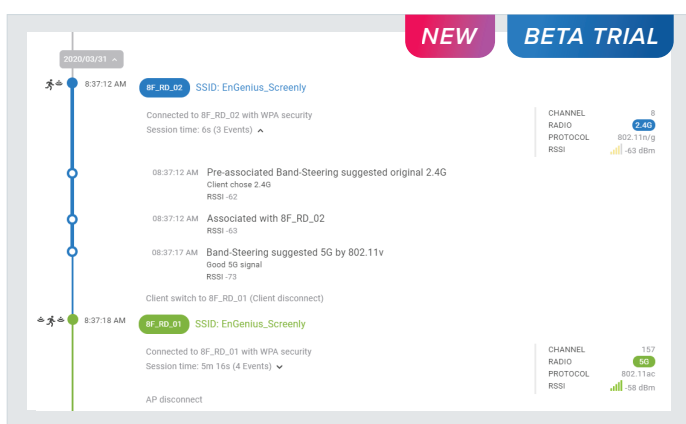 NEW
BETA TRIAL
2020/03/31
8:37:12 AM
8F_RD_02
SSID: EnGenius_Screenly
Connected to 8F_RD_02 with WPA security
Session time: 6s (3 Events)
CHANNEL 8
RADIO 2.4G
PROTOCOL 802.11n/g
RSSI -63 dBm
08:37:12 AM Pre-associated Band-Steering suggested original 2.4G
Client chose 2.4G
RSSI -62
08:37:12 AM Associated with 8F_RD_02
RSSI -63
08:37:17 AM Band-Steering suggested 5G by 802.11v
Good 5G signal
RSSI -73
Client switch to 8F_RD_01 (Client disconnect)
8:37:18 AM
8F_RD_01
SSID: EnGenius_Screenly
Connected to 8F_RD_01 with WPA security
Session time: 5m 16s (4 Events)
CHANNEL 157
RADIO 5G
PROTOCOL 802.11ac
RSSI -58 dBm
AP disconnect